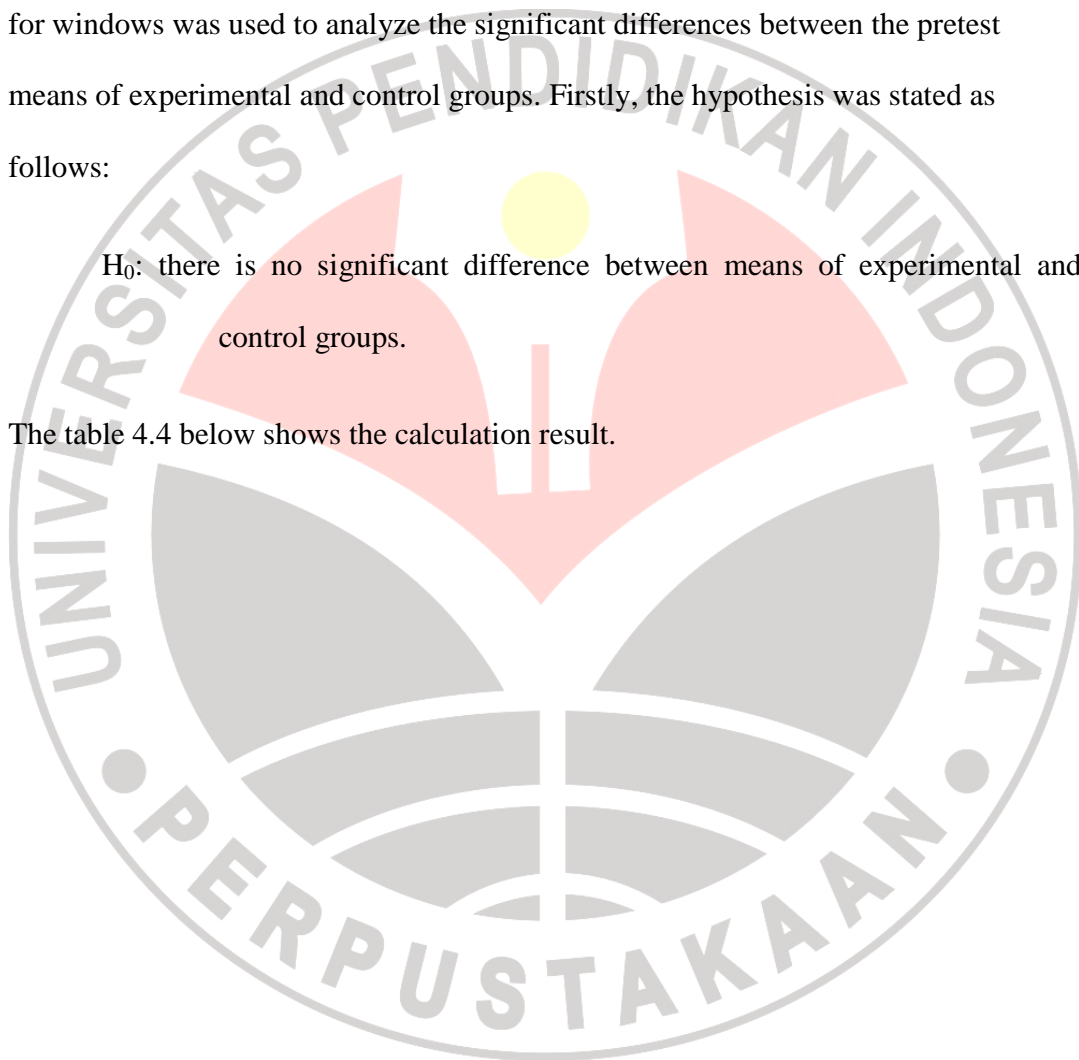 for windows was used to analyze the significant differences between the pretest
means of experimental and control groups. Firstly, the hypothesis was stated as
follows:
H₀: there is no significant difference between means of experimental and
control groups.
The table 4.4 below shows the calculation result.
UNIVERSITAS PENDIDIKAN INDONESIA
PERPUSTAKAAN